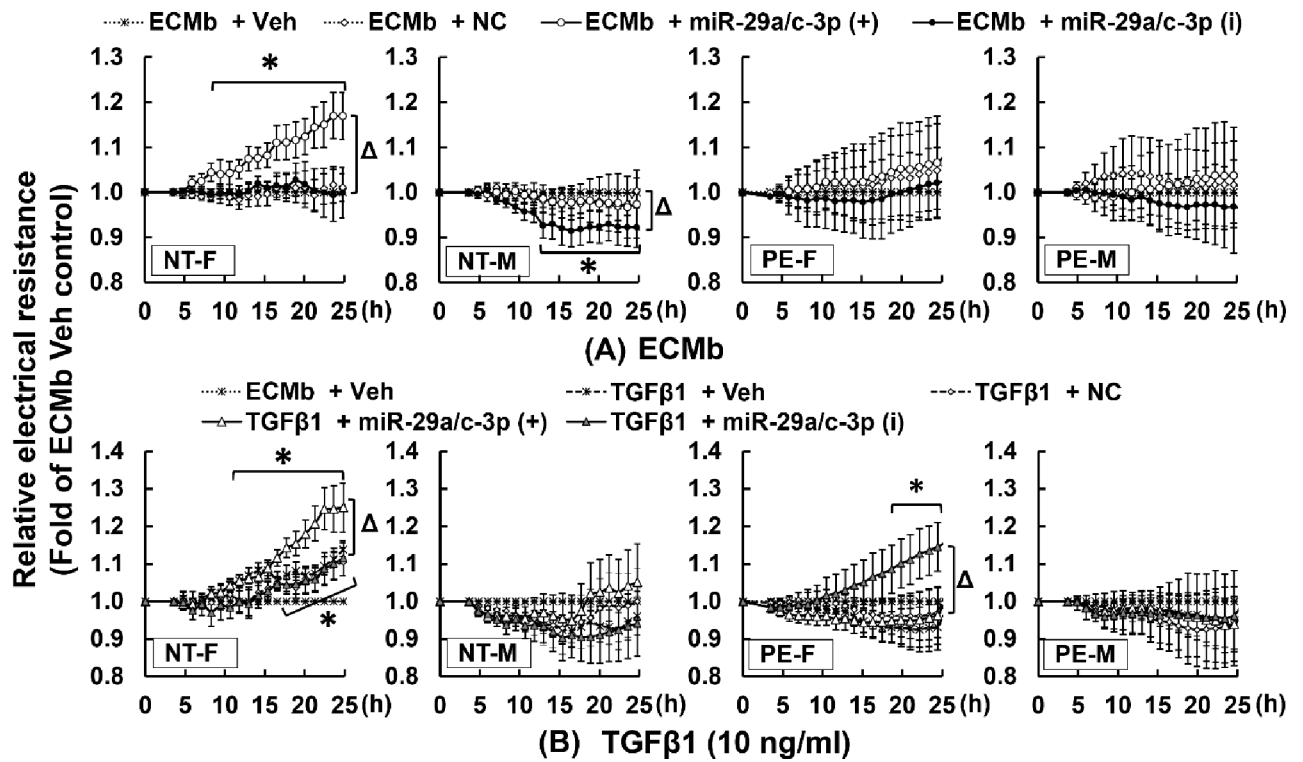 ECMb + Veh ECMb + NC ECMb + miR-29a/c-3p (+) ECMb + miR-29a/c-3p (i)
Relative electrical resistance
(Fold of ECMb Veh control)
1.3 1.3 1.3 1.3
* 
1.2 1.2 1.2 1.2
1.1 1.1 1.1 1.1
Δ
1.0 1.0 1.0 1.0
Δ
0.9 0.9 0.9 0.9
NT-F NT-M * PE-F PE-M
0.8 0.8 0.8 0.8
0 5 10 15 20 25 (h) 0 5 10 15 20 25 (h) 0 5 10 15 20 25 (h) 0 5 10 15 20 25 (h)
(A) ECMb
ECMb + Veh TGFβ1 + Veh TGFβ1 + NC
TGFβ1 + miR-29a/c-3p (+) TGFβ1 + miR-29a/c-3p (i)
1.4 1.4 1.4 1.4
*
1.3 1.3 1.3 1.3
*
1.2 Δ 1.2 1.2 1.2
1.1 1.1 1.1 1.1
Δ
1.0 1.0 1.0 1.0
*
0.9 0.9 0.9 0.9
NT-F NT-M PE-F PE-M
0.8 0.8 0.8 0.8
0 5 10 15 20 25 (h) 0 5 10 15 20 25 (h) 0 5 10 15 20 25 (h) 0 5 10 15 20 25 (h)
(B) TGFβ1 (10 ng/ml)